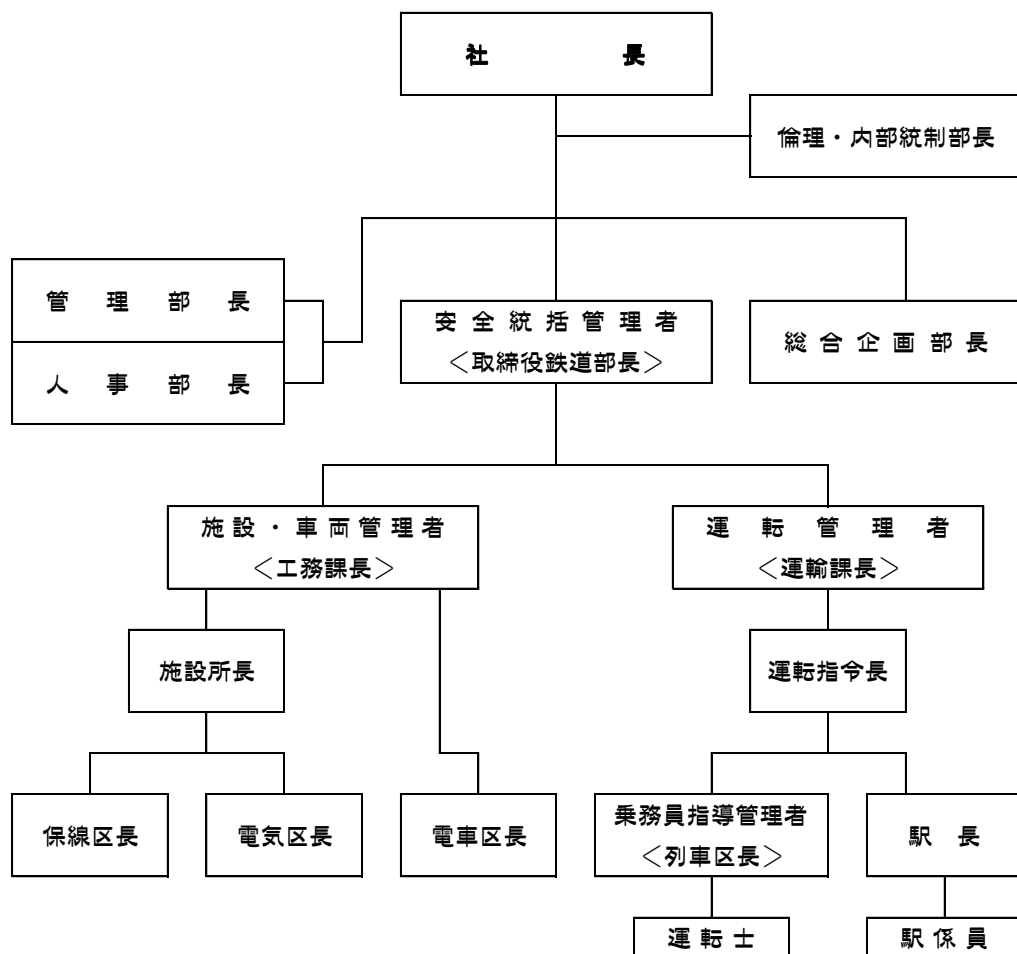 社長
倫理・内部統制部長
管理部長
人事部長
安全統括管理者
＜取締役鉄道部長＞
総合企画部長
施設・車両管理者
＜工務課長＞
運転管理者
＜運輸課長＞
施設所長
運転指令長
保線区長
電気区長
電車区長
乗務員指導管理者
＜列車区長＞
駅長
運転士
駅係員